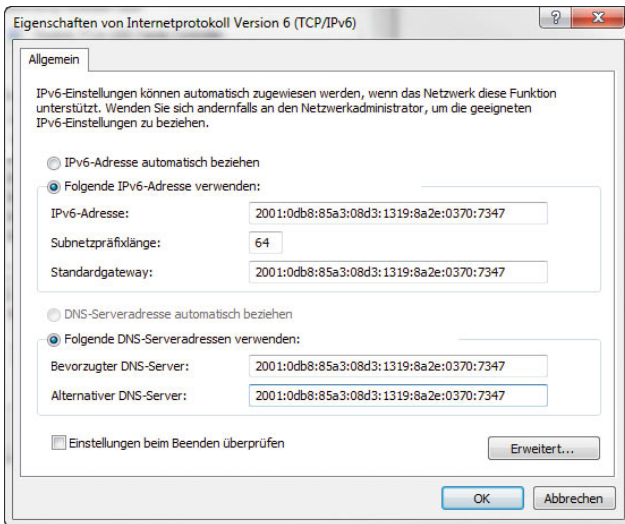 Eigenschaften von Internetprotokoll Version 6 (TCP/IPv6)
Allgemein
IPv6-Einstellungen können automatisch zugewiesen werden, wenn das Netzwerk diese Funktion
unterstützt. Wenden Sie sich andernfalls an den Netzwerkadministrator, um die geeigneten
IPv6-Einstellungen zu beziehen.
IPv6-Adresse automatisch beziehen
Folgende IPv6-Adresse verwenden:
IPv6-Adresse: 2001:0db8:85a3:08d3:1319:8a2e:0370:7347
Subnetzpräfixlänge: 64
Standardgateway: 2001:0db8:85a3:08d3:1319:8a2e:0370:7347
DNS-Serveradresse automatisch beziehen
Folgende DNS-Serveradressen verwenden:
Bevorzugter DNS-Server: 2001:0db8:85a3:08d3:1319:8a2e:0370:7347
Alternativer DNS-Server: 2001:0db8:85a3:08d3:1319:8a2e:0370:7347
Einstellungen beim Beenden überprüfen
Erweitert...
OK Abbrechen